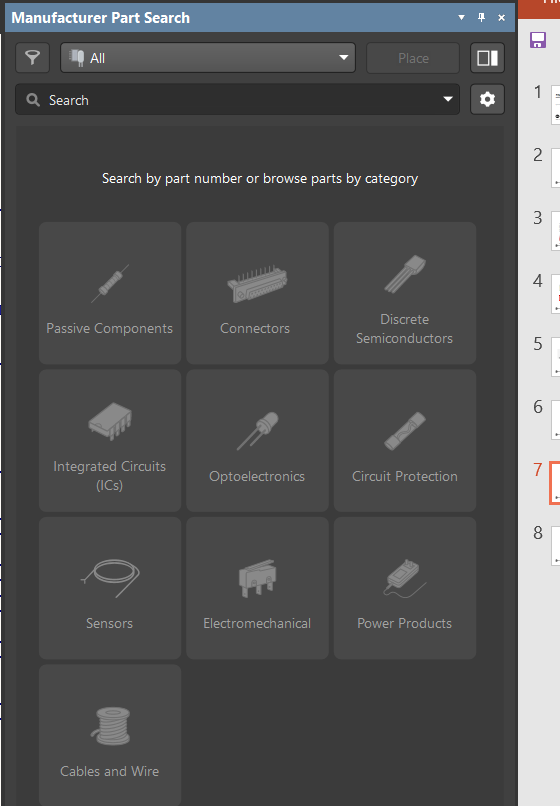 Manufacturer Part Search
All
Place
Search
Search by part number or browse parts by category
Passive Components
Connectors
Discrete
Semiconductors
Integrated Circuits
(ICs)
Optoelectronics
Circuit Protection
Sensors
Electromechanical
Power Products
Cables and Wire
1
2
3
4
5
6
7
8